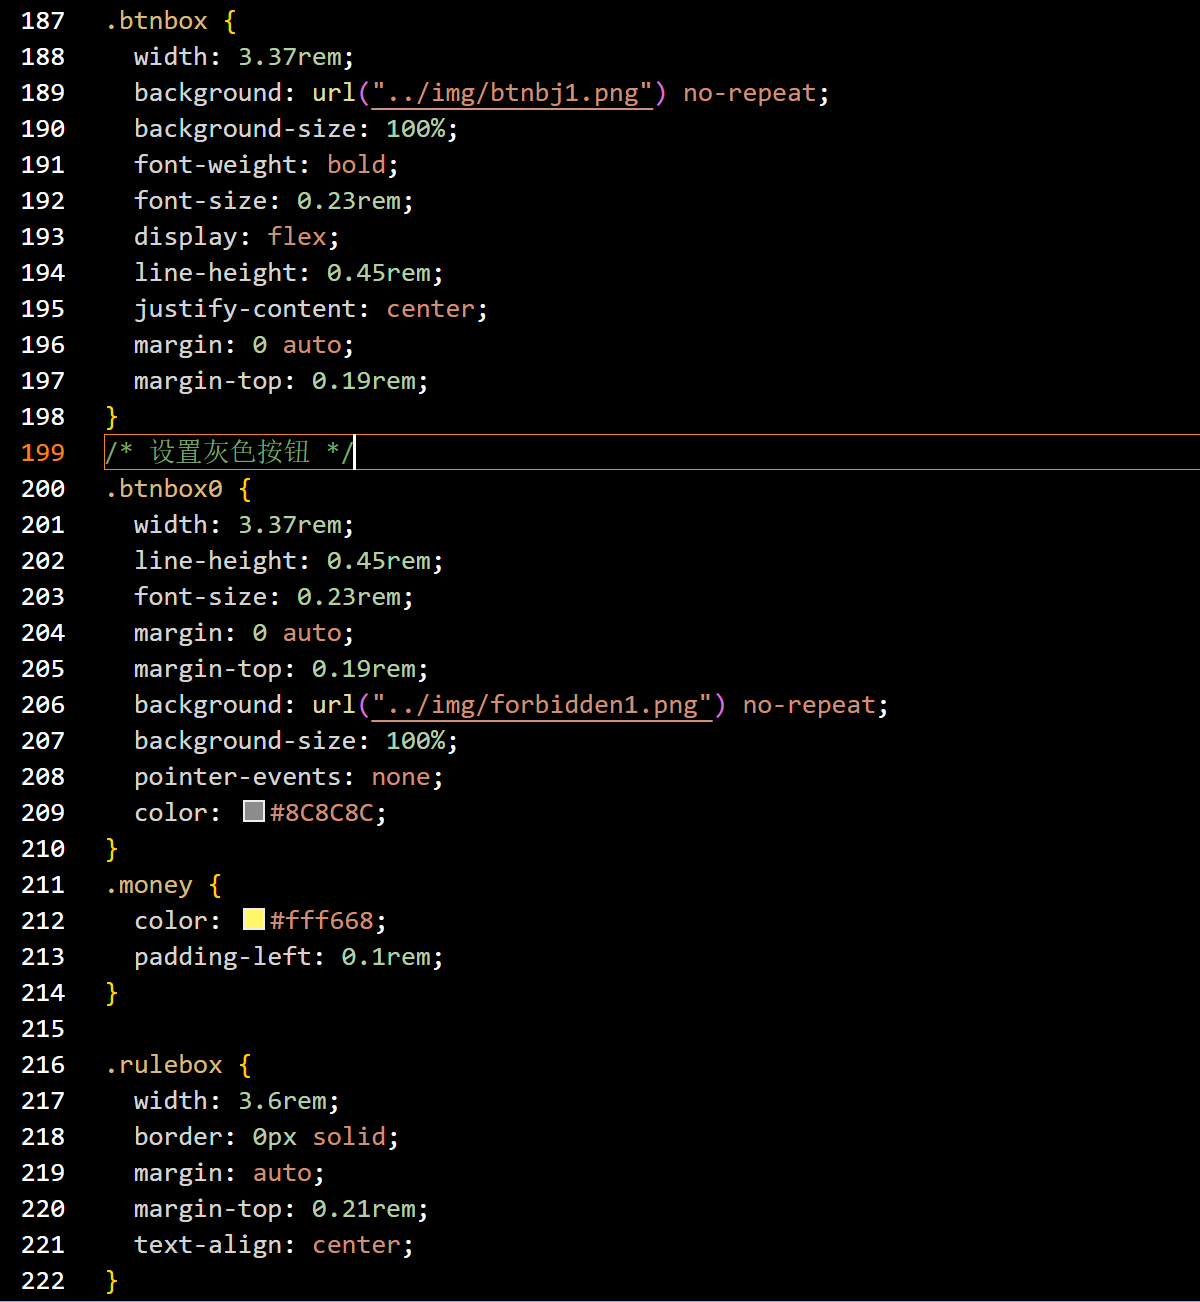 187 .btnbox {
188 width: 3.37rem;
189 background: url("../img/btnbj1.png") no-repeat;
190 background-size: 100%;
191 font-weight: bold;
192 font-size: 0.23rem;
193 display: flex;
194 line-height: 0.45rem;
195 justify-content: center;
196 margin: 0 auto;
197 margin-top: 0.19rem;
198 }
199 /* 设置灰色按钮 */
200 .btnbox0 {
201 width: 3.37rem;
202 line-height: 0.45rem;
203 font-size: 0.23rem;
204 margin: 0 auto;
205 margin-top: 0.19rem;
206 background: url("../img/forbidden1.png") no-repeat;
207 background-size: 100%;
208 pointer-events: none;
209 color: #8C8C8C;
210 }
211 .money {
212 color: #fff668;
213 padding-left: 0.1rem;
214 }
215
216 .rulebox {
217 width: 3.6rem;
218 border: 0px solid;
219 margin: auto;
220 margin-top: 0.21rem;
221 text-align: center;
222 }